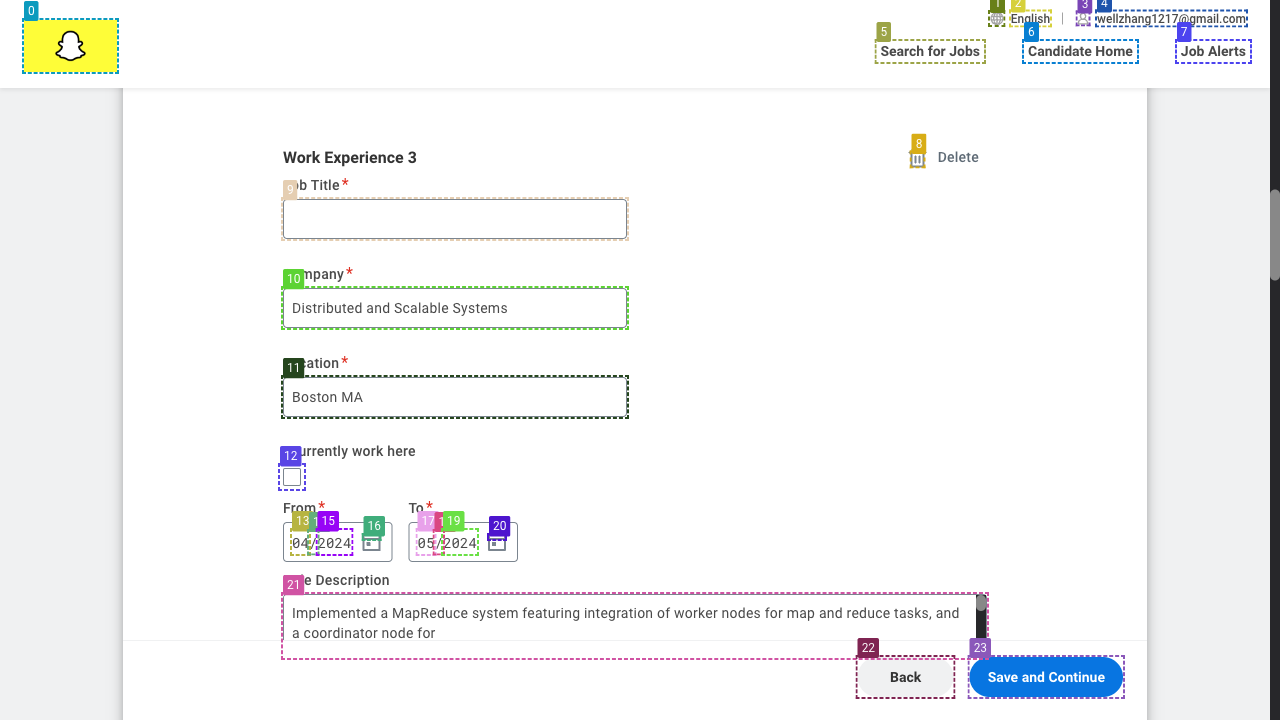 English
wellzhang1217@gmail.com
Search for Jobs
Candidate Home
Job Alerts
0
1
2
3
4
5
6
7
Work Experience 3
8
Delete
9
ob Title*
10
mpany*
Distributed and Scalable Systems
11
cation*
Boston MA
12
urrently work here
From*
To*
13
15
16
17
19
20
04/2024
05/2024
21
e Description
Implemented a MapReduce system featuring integration of worker nodes for map and reduce tasks, and
a coordinator node for
22
23
Back
Save and Continue